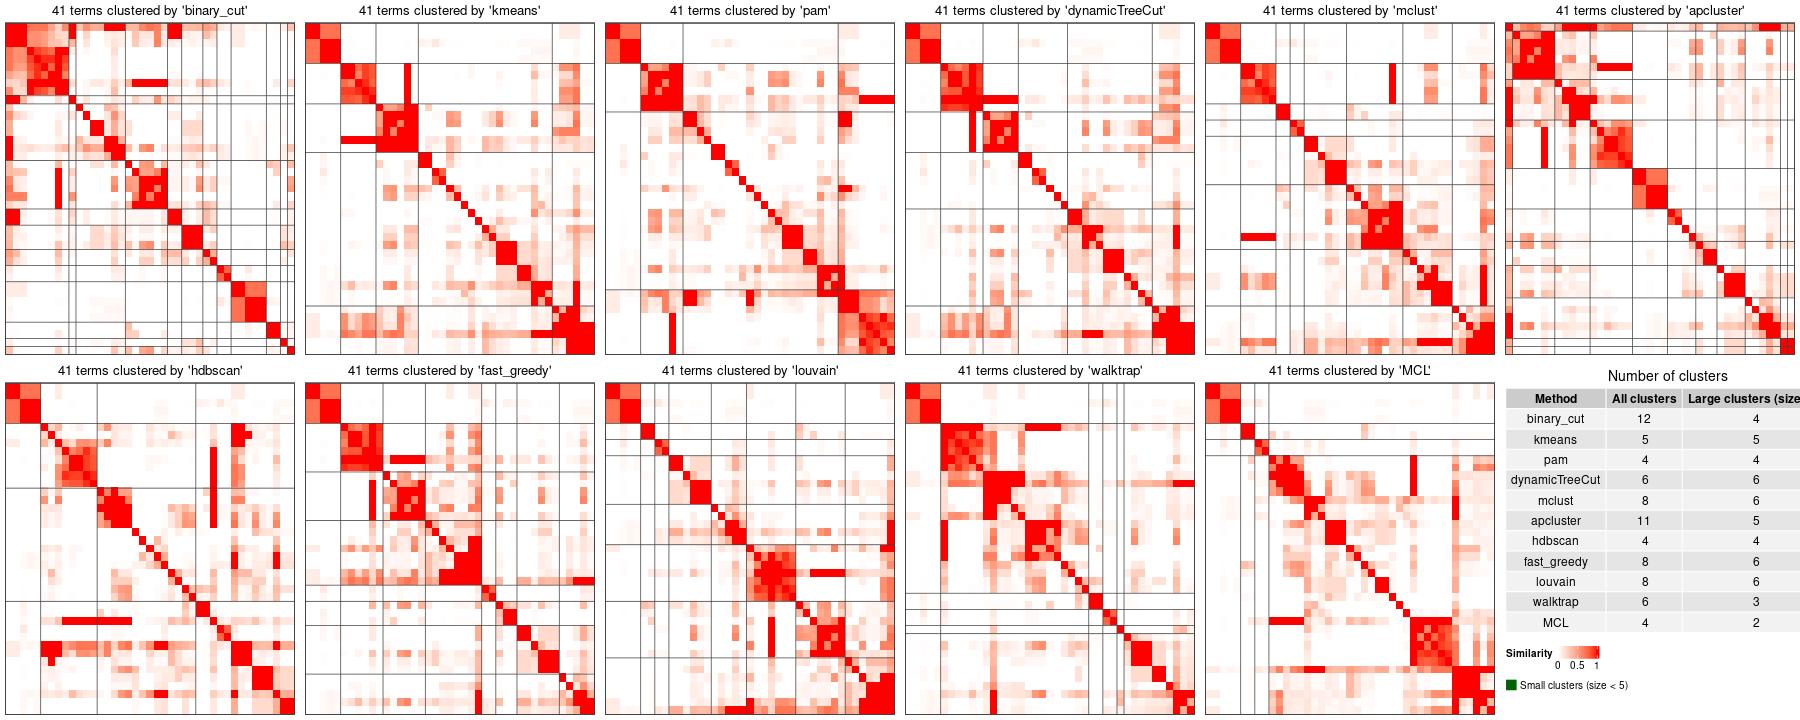 41 terms clustered by 'binary_cut'
41 terms clustered by 'kmeans'
41 terms clustered by 'pam'
41 terms clustered by 'dynamicTreeCut'
41 terms clustered by 'mclust'
41 terms clustered by 'apcluster'
41 terms clustered by 'hdbscan'
41 terms clustered by 'fast_greedy'
41 terms clustered by 'louvain'
41 terms clustered by 'walktrap'
41 terms clustered by 'MCL'
Number of clusters
Method All clusters Large clusters (size
binary_cut 12 4
kmeans 5 5
pam 4 4
dynamicTreeCut 6 6
mclust 8 6
apcluster 11 5
hdbscan 4 4
fast_greedy 8 6
louvain 8 6
walktrap 6 3
MCL 4 2
Similarity
0 0.5 1
Small clusters (size < 5)